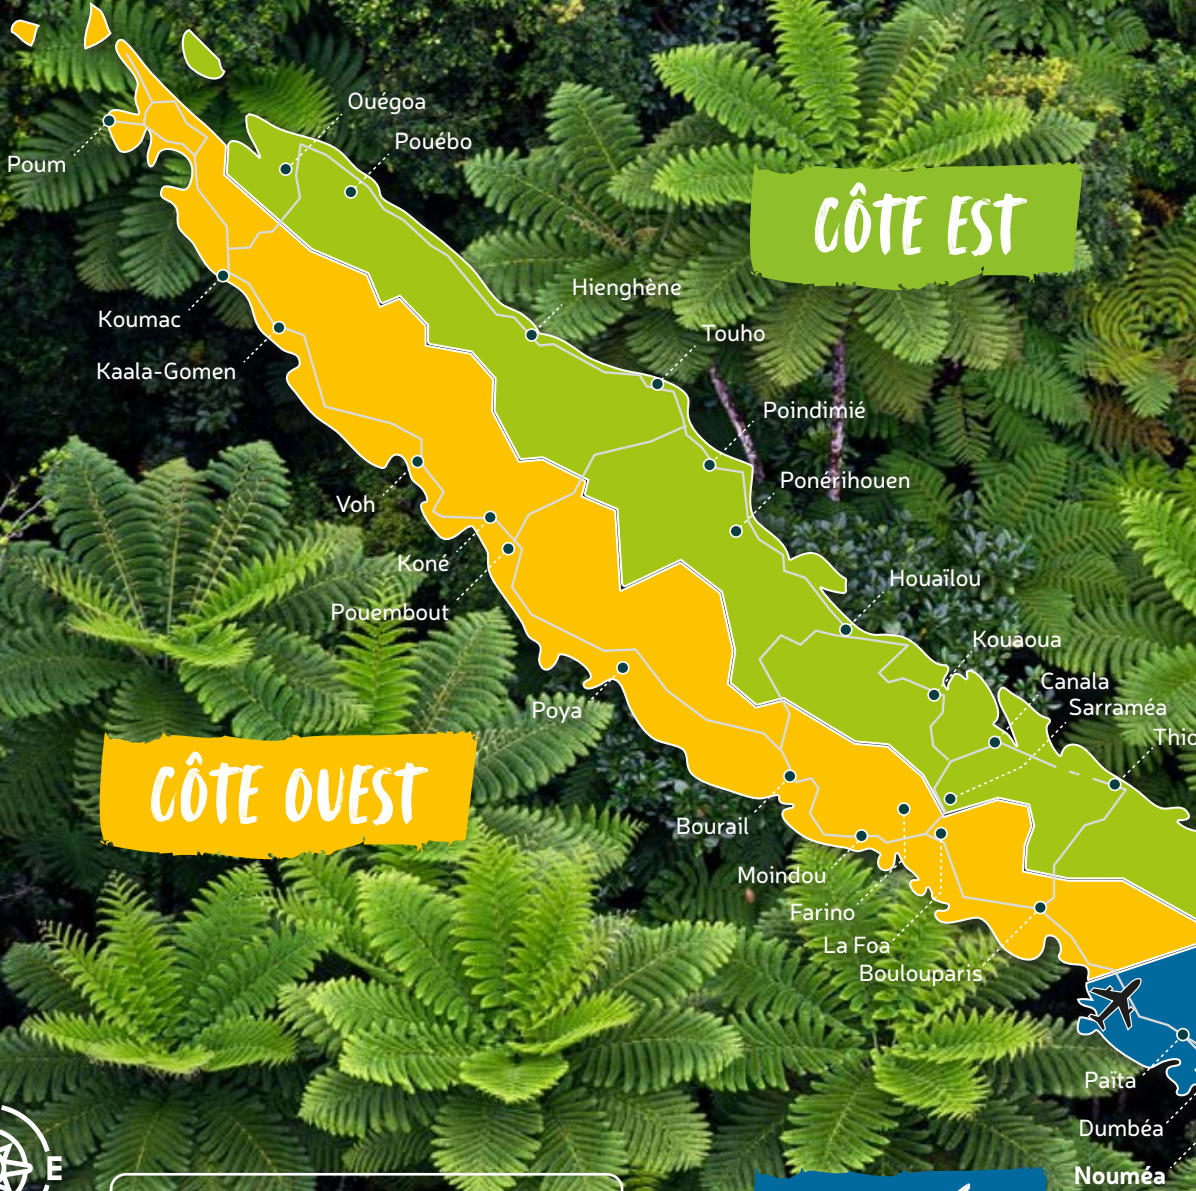 Ouégoa
Pouébo
Poum
CÔTE EST
Hienghène
Koumac
Touho
Kaala-Gomen
Poindimié
Ponérihouen
Voh
Koné
Houaïlou
Pouembout
Kouaoua
Canala
Poya
Sarraméa
Thio
CÔTE OUEST
Bourail
Moindou
Farino
La Foa
Boulouparis
Païta
Dumbéa
E
Nouméa